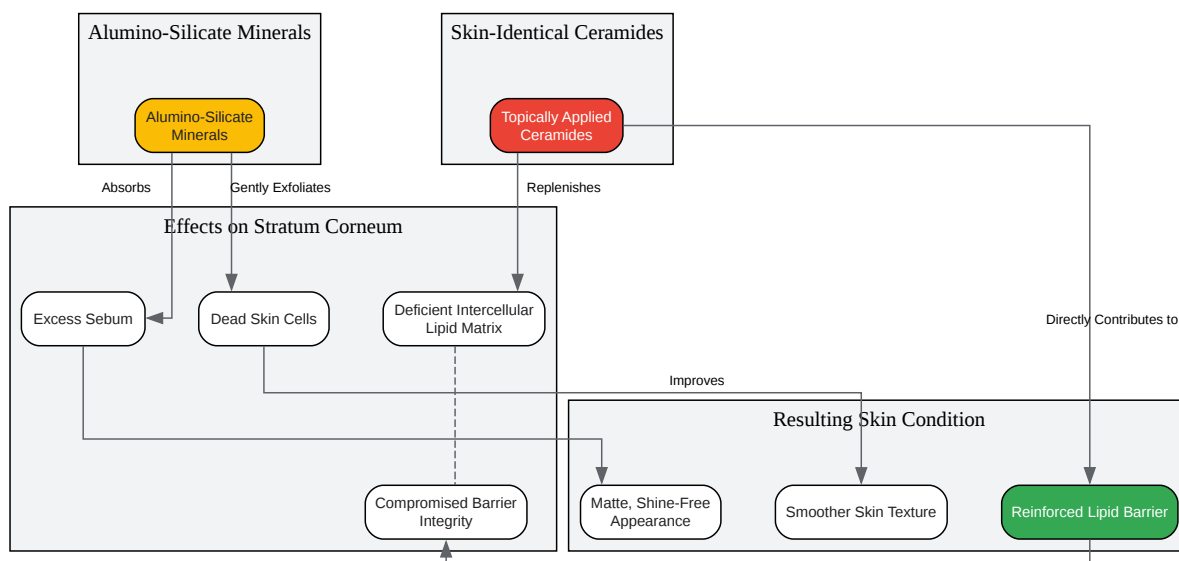 Alumino-Silicate Minerals
Skin-Identical Ceramides
Alumino-Silicate
Minerals
Topically Applied
Ceramides
Absorbs
Gently Exfoliates
Replenishes
Effects on Stratum Corneum
Excess Sebum
Dead Skin Cells
Deficient Intercellular
Lipid Matrix
Directly Contributes to
Improves
Resulting Skin Condition
Compromised Barrier
Integrity
Matte, Shine-Free
Appearance
Smoother Skin Texture
Reinforced Lipid Barrier